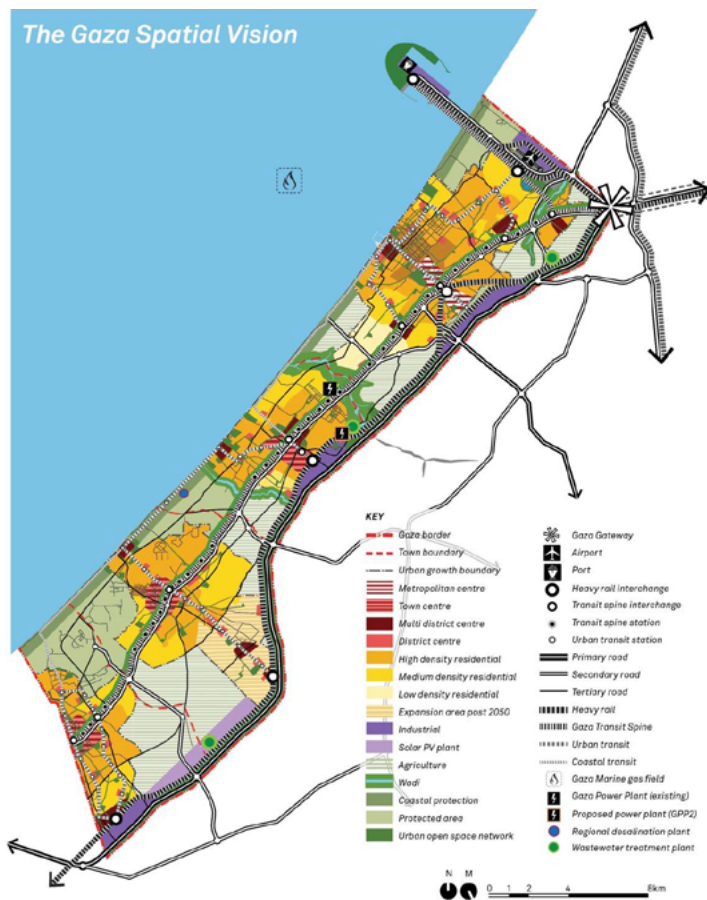 The Gaza Spatial Vision
KEY
Gaza border
Town boundary
Urban growth boundary
Metropolitan centre
Town centre
Multi district centre
District centre
High density residential
Medium density residential
Low density residential
Expansion area post 2050
Industrial
Solar PV plant
Agriculture
Wadi
Coastal protection
Protected area
Urban open space network
Gaza Gateway
Airport
Port
Heavy rail interchange
Transit spine interchange
Transit spine station
Urban transit station
Primary road
Secondary road
Tertiary road
Heavy rail
Gaza Transit Spine
Urban transit
Coastal transit
Gaza Marine gas field
Gaza Power Plant (existing)
Proposed power plant (GPP2)
Regional desalination plant
Wastewater treatment plant
N M
0 1 2 4 8km